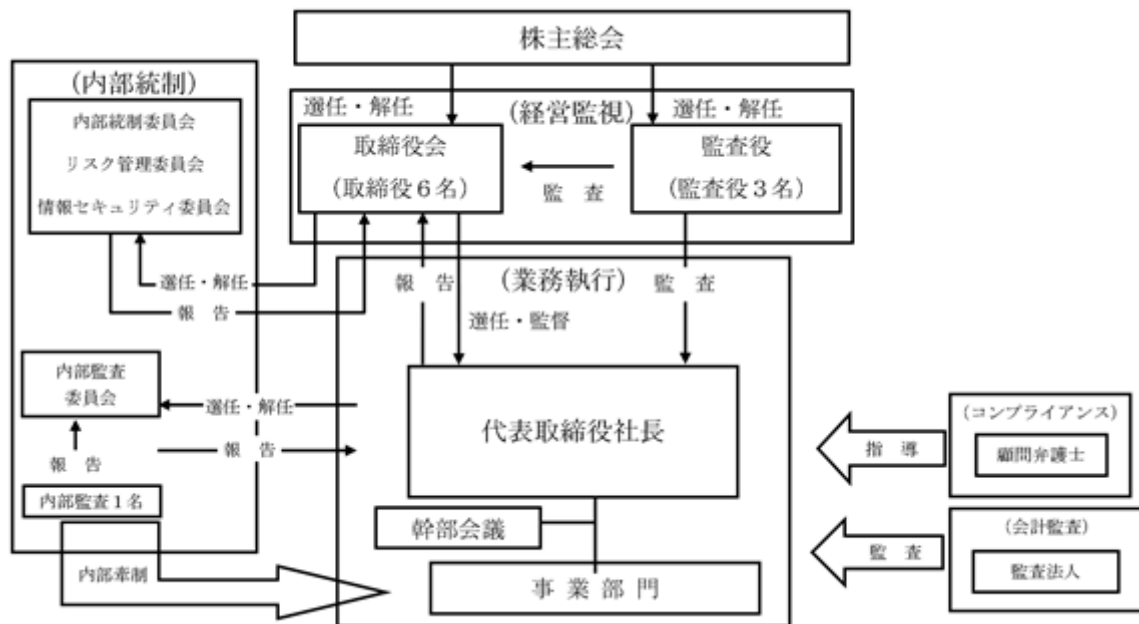 株主総会
(内部統制)
内部統制委員会
リスク管理委員会
情報セキュリティ委員会
選任・解任
(経営監視)
選任・解任
取締役会
(取締役6名)
監 査
監査役
(監査役3名)
選任・解任
報 告
報 告
(業務執行)
監 査
選任・監督
内部監査
委員会
選任・解任
報 告
報 告
内部監査1名
内部牽制
代表取締役社長
幹部会議
事 業 部 門
指 導
(コンプライアンス)
顧問弁護士
監 査
(会計監査)
監査法人